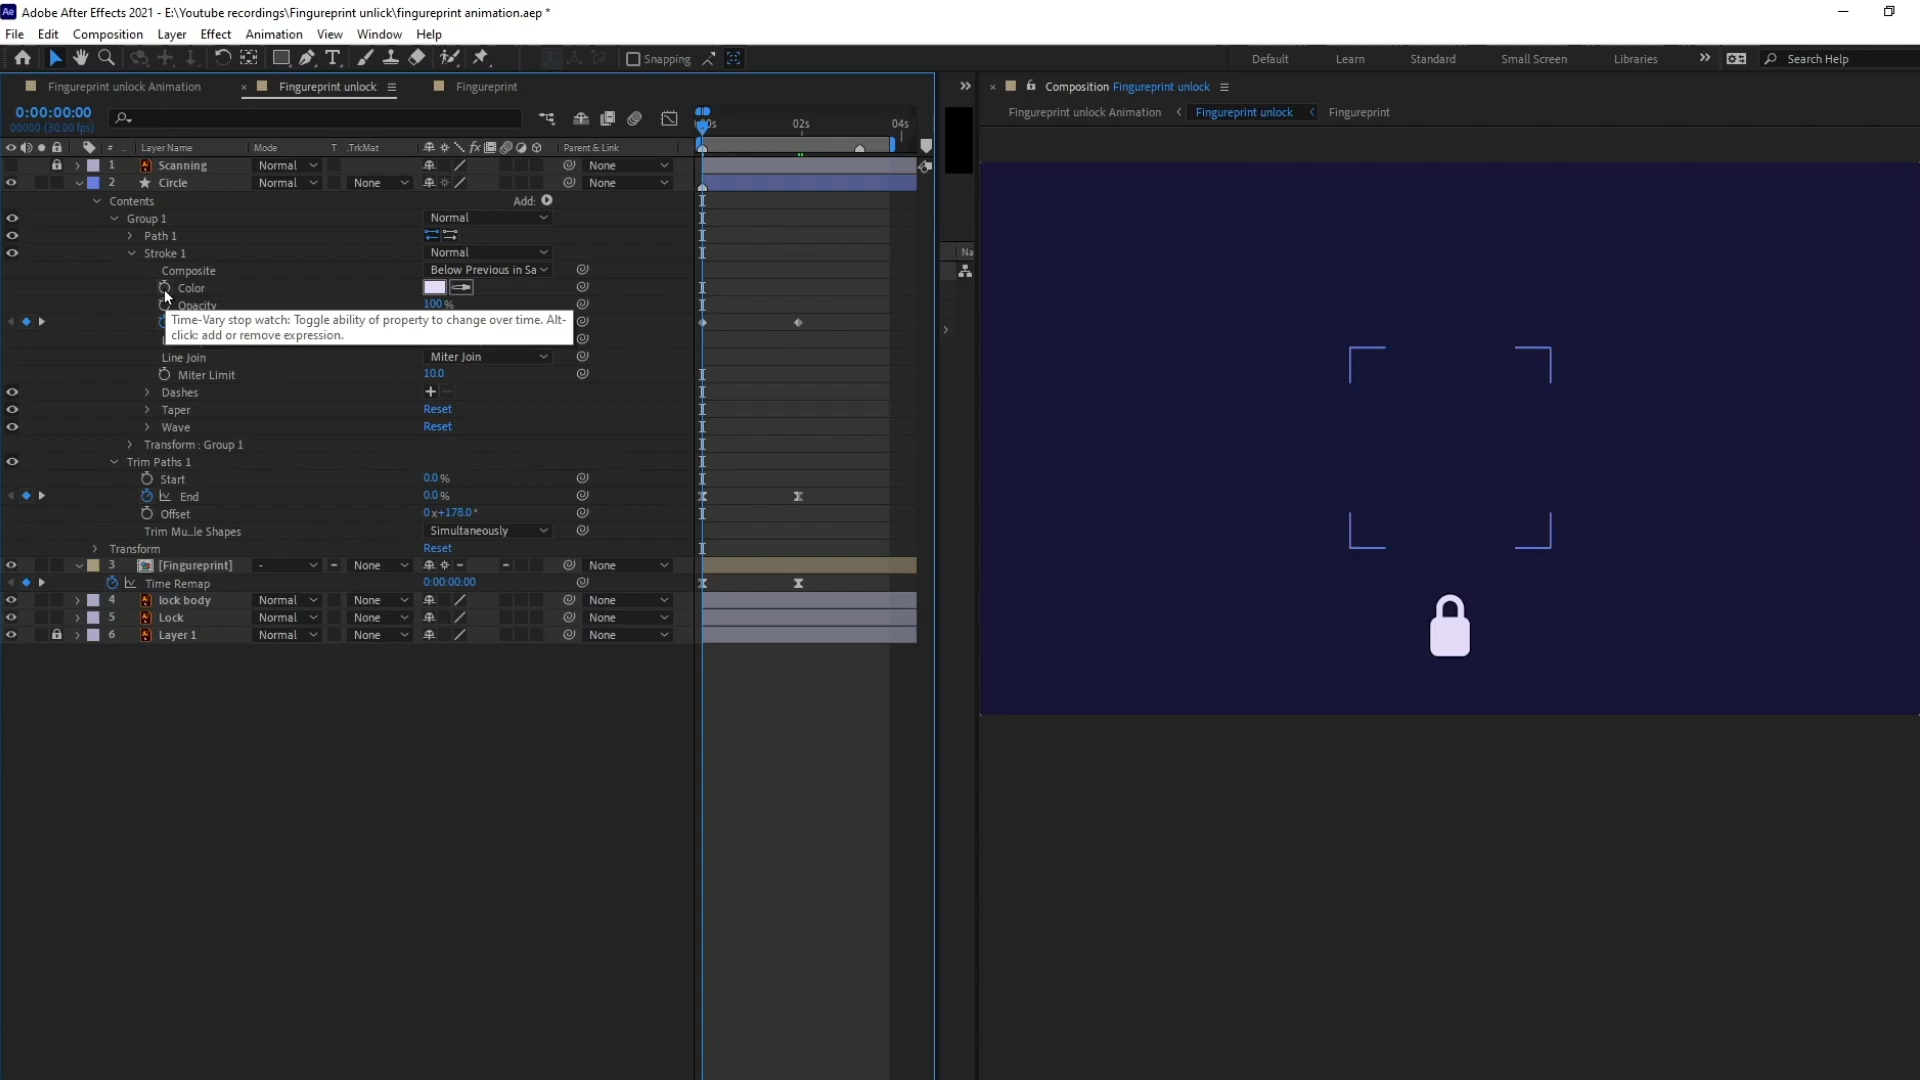 Ae Adobe After Effects 2021 - E:\Youtube recordings\Fingureprint unlick\fingureprint animation.aep *
File Edit Composition Layer Effect Animation View Window Help
T Snapping Default Learn Standard Small Screen Libraries Search Help
Fingureprint unlock Animation Fingureprint unlock Fingureprint
Composition Fingureprint unlock
0:00:00:00
00000 (30.00 fps)
02s 04s
Fingureprint unlock Animation Fingureprint unlock Fingureprint
# Layer Name Mode T .TrkMat Parent & Link
1 Scanning Normal None
2 Circle Normal None None
Contents Add:
Group 1 Normal
Path 1
Stroke 1 Normal
Na
Composite Below Previous in Sa
Color
Opacity 100 %
Time-Vary stop watch: Toggle ability of property to change over time. Alt-
click: add or remove expression.
Line Join Miter Join
Miter Limit 10.0
Dashes
Taper Reset
Wave Reset
Transform : Group 1
Trim Paths 1
Start 0.0 %
End 0.0 %
Offset 0x+178.0°
Trim Mu...le Shapes Simultaneously
Transform Reset
3 [Fingureprint] - None None
Time Remap 0:00:00:00
4 lock body Normal None None
5 Lock Normal None None
6 Layer 1 Normal None None